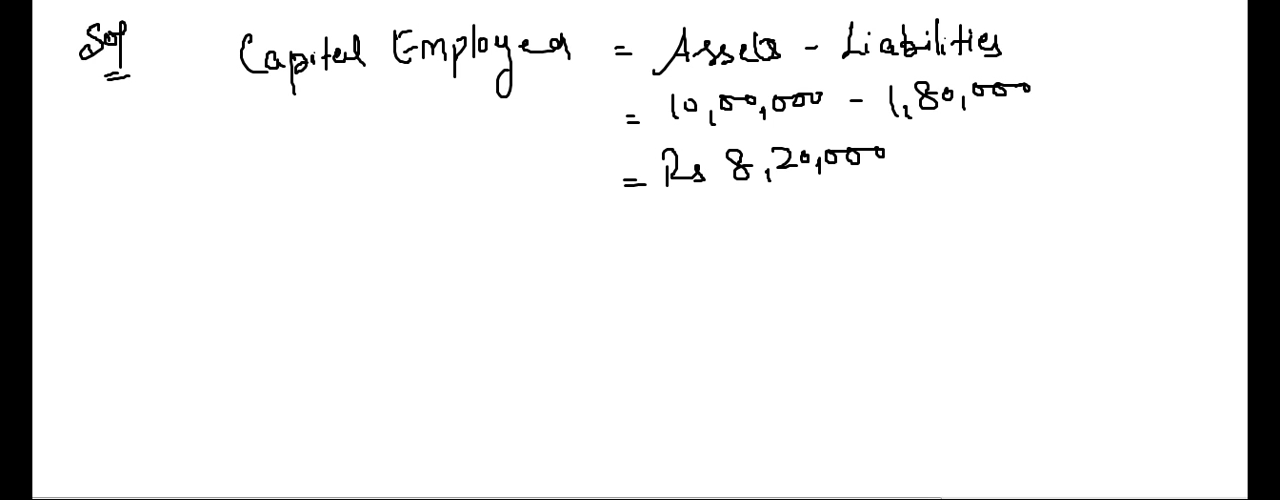 Sol Capital Employed = Assets - Liabilities
= 10,00,000 - 1,80,000
= Rs 8,20,000